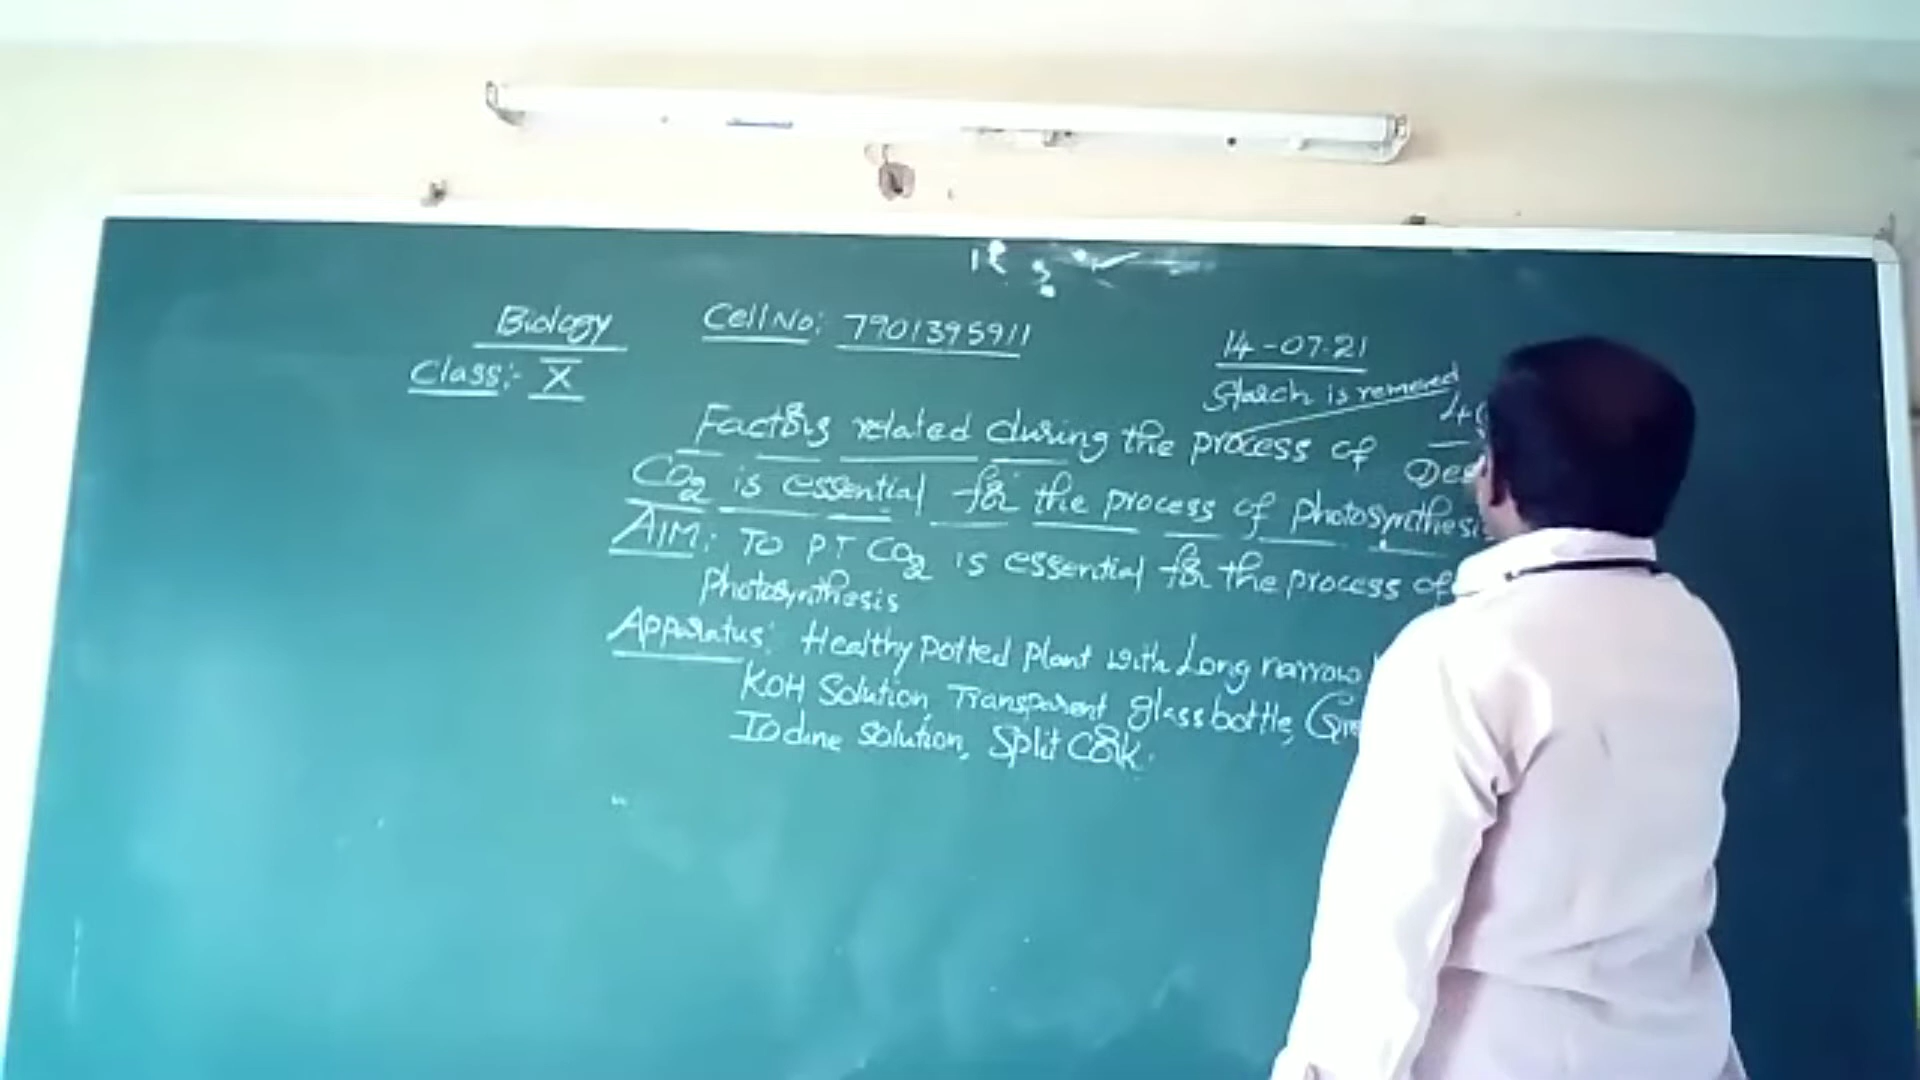 Biology
Cell No: 7901395911
14-07-21
Class:- X
Starch is removed
Factors related during the process of
CO2 is essential for the process of photosynthesis
AIM: To PT CO2 is essential for the process of
Photosynthesis
Apparatus: Healthy potted plant with Long narrow
KOH Solution Transparent glass bottle,
Iodine solution, Split Cork.